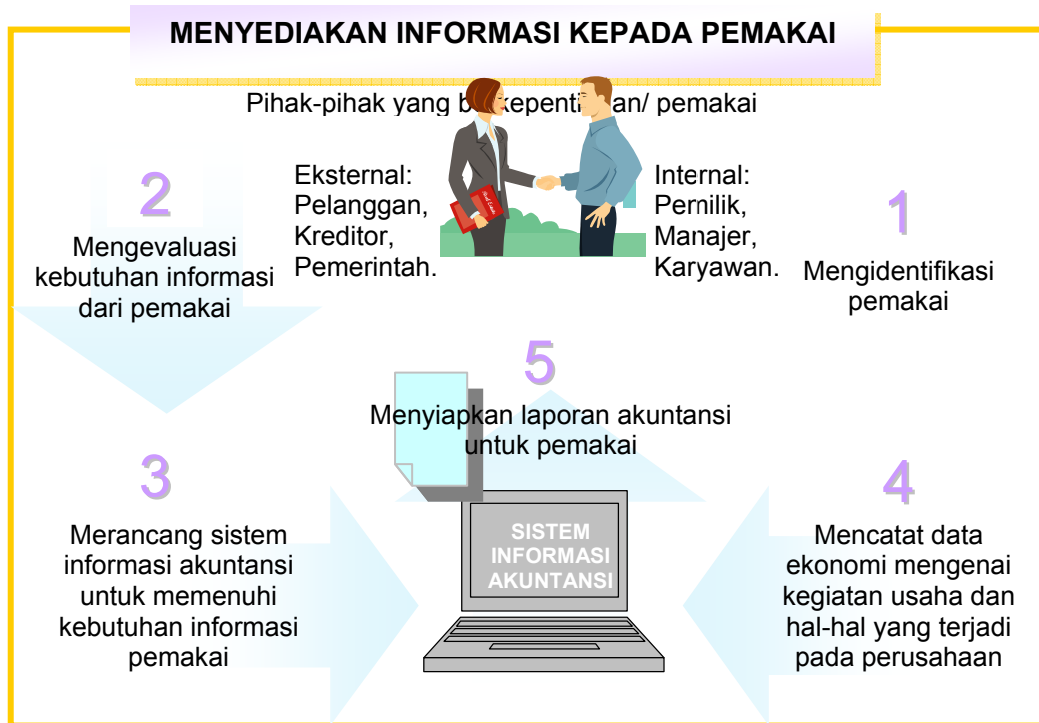 MENYEDIAKAN INFORMASI KEPADA PEMAKAI
Pihak-pihak yang b kepenti an/ pemakai
Eksternal:
Pelanggan,
Kreditor,
Pemerintah.
Internal:
Pernilik,
Manajer,
Karyawan.
1
Mengidentifikasi
pemakai
2
Mengevaluasi
kebutuhan informasi
dari pemakai
3
Merancang sistem
informasi akuntansi
untuk memenuhi
kebutuhan informasi
pemakai
4
Mencatat data
ekonomi mengenai
kegiatan usaha dan
hal-hal yang terjadi
pada perusahaan
5
Menyiapkan laporan akuntansi
untuk pemakai
SISTEM
INFORMASI
AKUNTANSI